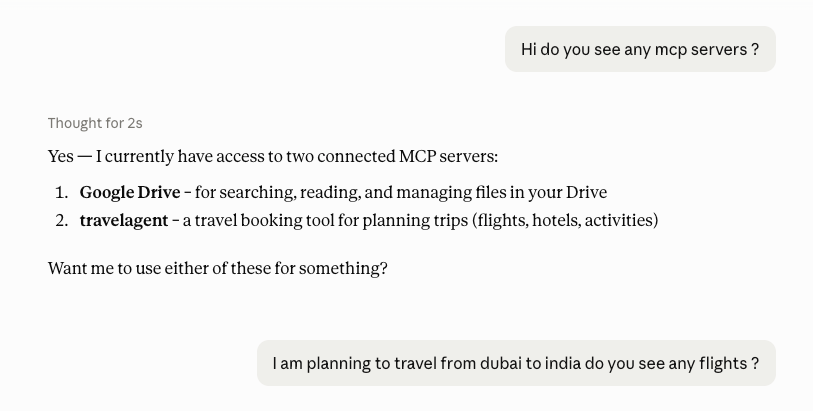 Hi do you see any mcp servers ?
Thought for 2s
Yes — I currently have access to two connected MCP servers:
1. Google Drive – for searching, reading, and managing files in your Drive
2. travelagent – a travel booking tool for planning trips (flights, hotels, activities)
Want me to use either of these for something?
I am planning to travel from dubai to india do you see any flights ?